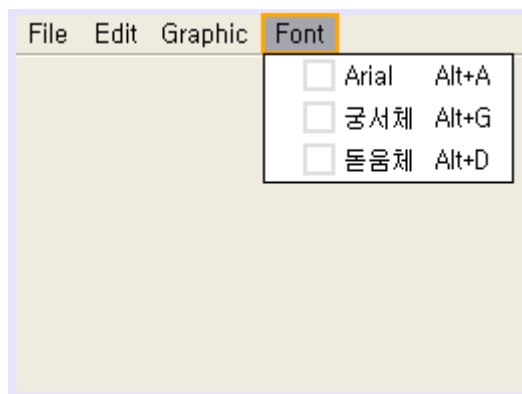 File Edit Graphic Font
Arial Alt+A
궁서체 Alt+G
돋움체 Alt+D